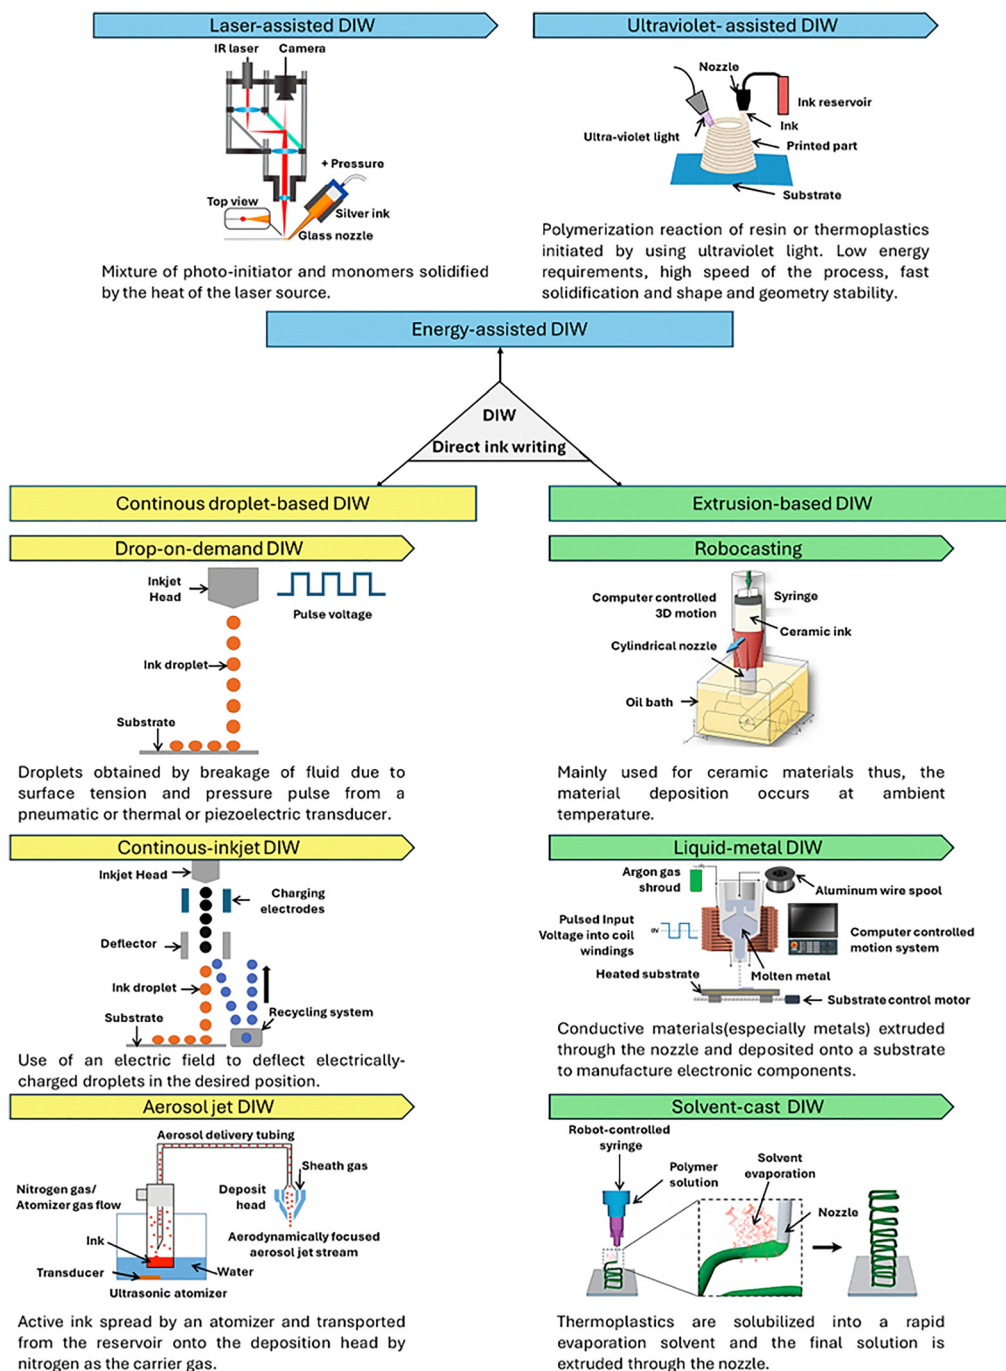 Laser-assisted DIW
IR laser
Camera
+ Pressure
Top view
Silver ink
Glass nozzle
Mixture of photo-initiator and monomers solidified
by the heat of the laser source.
Ultraviolet- assisted DIW
Nozzle
Ink reservoir
Ink
Ultra-violet light
Printed part
Substrate
Polymerization reaction of resin or thermoplastics
initiated by using ultraviolet light. Low energy
requirements, high speed of the process, fast
solidification and shape and geometry stability.
Energy-assisted DIW
DIW
Direct ink writing
Continous droplet-based DIW
Drop-on-demand DIW
Inkjet
Head
Pulse voltage
Ink droplet
Substrate
Droplets obtained by breakage of fluid due to
surface tension and pressure pulse from a
pneumatic or thermal or piezoelectric transducer.
Continous-inkjet DIW
Inkjet Head
Charging
electrodes
Deflector
Ink droplet
Recycling system
Substrate
Use of an electric field to deflect electrically-
charged droplets in the desired position.
Aerosol jet DIW
Aerosol delivery tubing
Sheath gas
Nitrogen gas/
Atomizer gas flow
Deposit
head
Aerodynamically focused
aerosol jet stream
Ink
Transducer
Water
Ultrasonic atomizer
Active ink spread by an atomizer and transported
from the reservoir onto the deposition head by
nitrogen as the carrier gas.
Extrusion-based DIW
Robocasting
Computer controlled
3D motion
Syringe
Ceramic ink
Cylindrical nozzle
Oil bath
Mainly used for ceramic materials thus, the
material deposition occurs at ambient
temperature.
Liquid-metal DIW
Argon gas
shroud
Aluminum wire spool
Pulsed Input
Voltage into coil
windings
0V
Computer controlled
motion system
Heated substrate
Molten metal
Substrate control motor
Conductive materials(especially metals) extruded
through the nozzle and deposited onto a substrate
to manufacture electronic components.
Solvent-cast DIW
Robot-controlled
syringe
Polymer
solution
Solvent
evaporation
Nozzle
Thermoplastics are solubilized into a rapid
evaporation solvent and the final solution is
extruded through the nozzle.